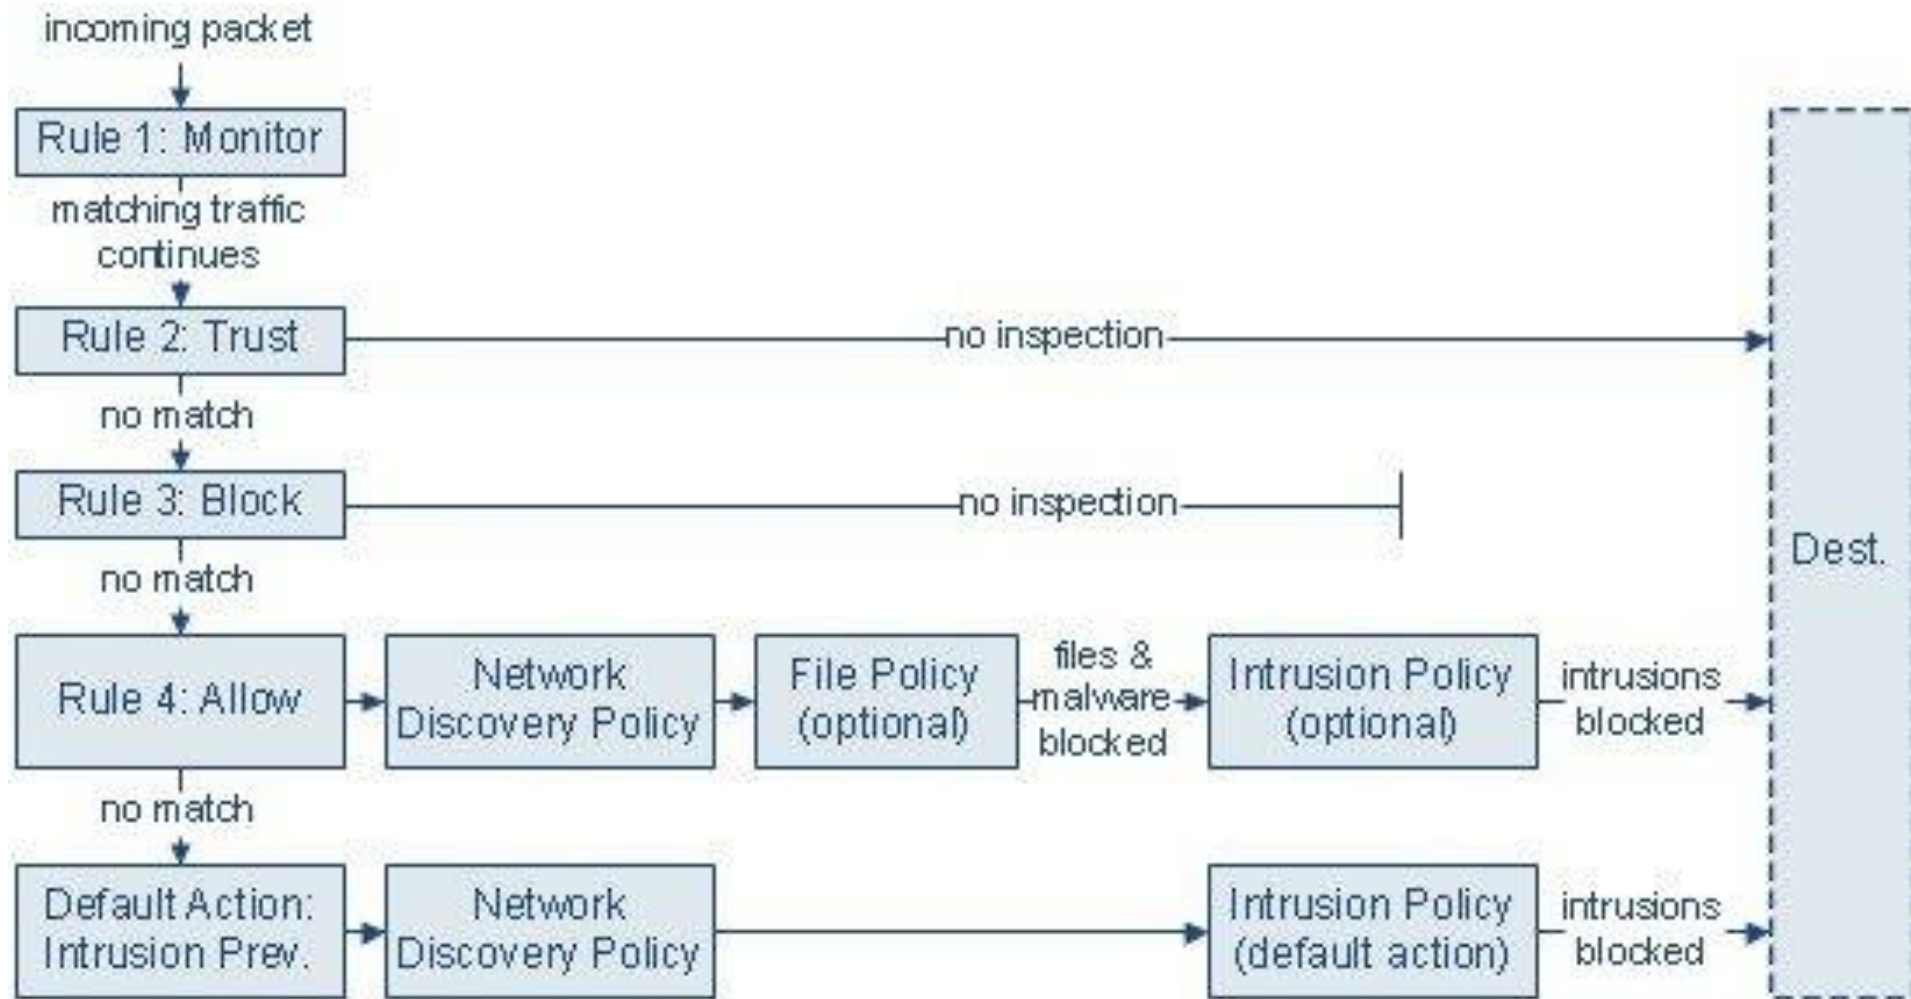 incoming packet
Rule 1: Monitor
matching traffic
continues
Rule 2: Trust
no inspection
no match
Rule 3: Block
no inspection
no match
Rule 4: Allow
Network
Discovery Policy
File Policy
(optional)
files &
malware
blocked
Intrusion Policy
(optional)
intrusions
blocked
no match
Default Action:
Intrusion Prev.
Network
Discovery Policy
Intrusion Policy
(default action)
intrusions
blocked
Dest.